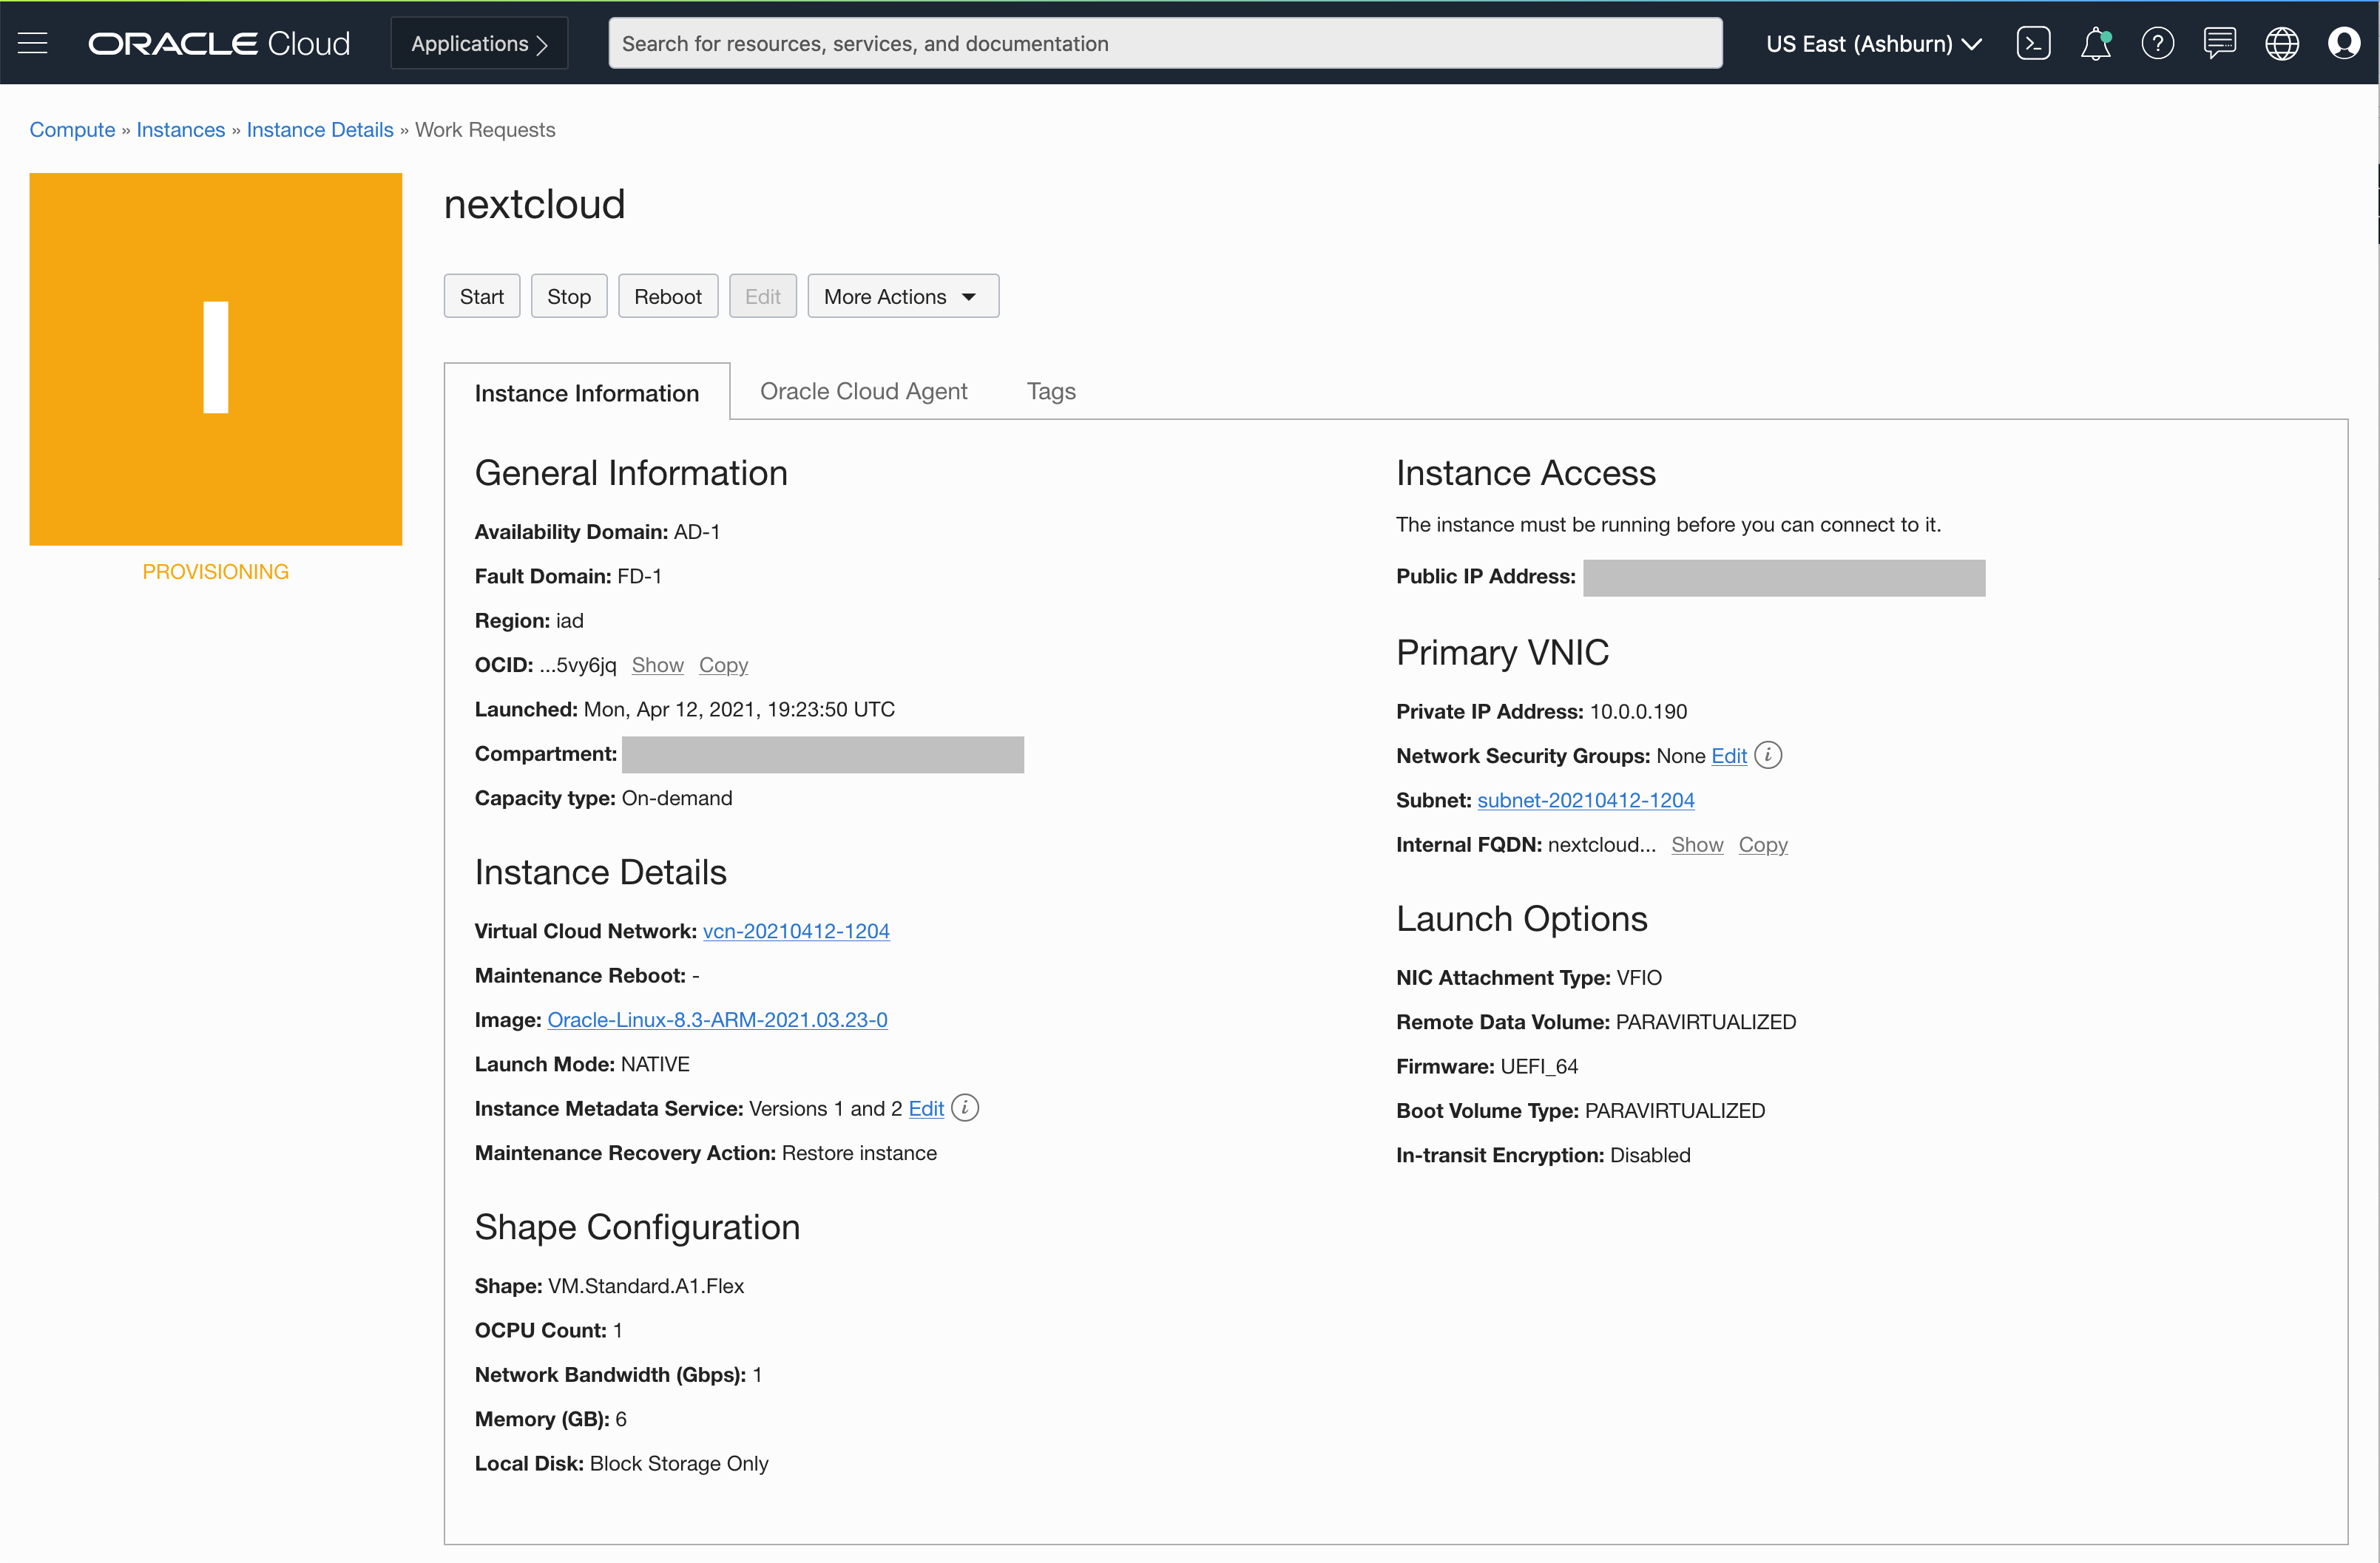 ORACLE Cloud
Applications
Search for resources, services, and documentation
US East (Ashburn)
Compute » Instances » Instance Details » Work Requests
I
PROVISIONING
nextcloud
Start
Stop
Reboot
Edit
More Actions
Instance Information
Oracle Cloud Agent
Tags
General Information
Availability Domain: AD-1
Fault Domain: FD-1
Region: iad
OCID: ...5vy6jq Show Copy
Launched: Mon, Apr 12, 2021, 19:23:50 UTC
Compartment:
Capacity type: On-demand
Instance Details
Virtual Cloud Network: vcn-20210412-1204
Maintenance Reboot: -
Image: Oracle-Linux-8.3-ARM-2021.03.23-0
Launch Mode: NATIVE
Instance Metadata Service: Versions 1 and 2 Edit i
Maintenance Recovery Action: Restore instance
Shape Configuration
Shape: VM.Standard.A1.Flex
OCPU Count: 1
Network Bandwidth (Gbps): 1
Memory (GB): 6
Local Disk: Block Storage Only
Instance Access
The instance must be running before you can connect to it.
Public IP Address:
Primary VNIC
Private IP Address: 10.0.0.190
Network Security Groups: None Edit i
Subnet: subnet-20210412-1204
Internal FQDN: nextcloud... Show Copy
Launch Options
NIC Attachment Type: VFIO
Remote Data Volume: PARAVIRTUALIZED
Firmware: UEFI_64
Boot Volume Type: PARAVIRTUALIZED
In-transit Encryption: Disabled